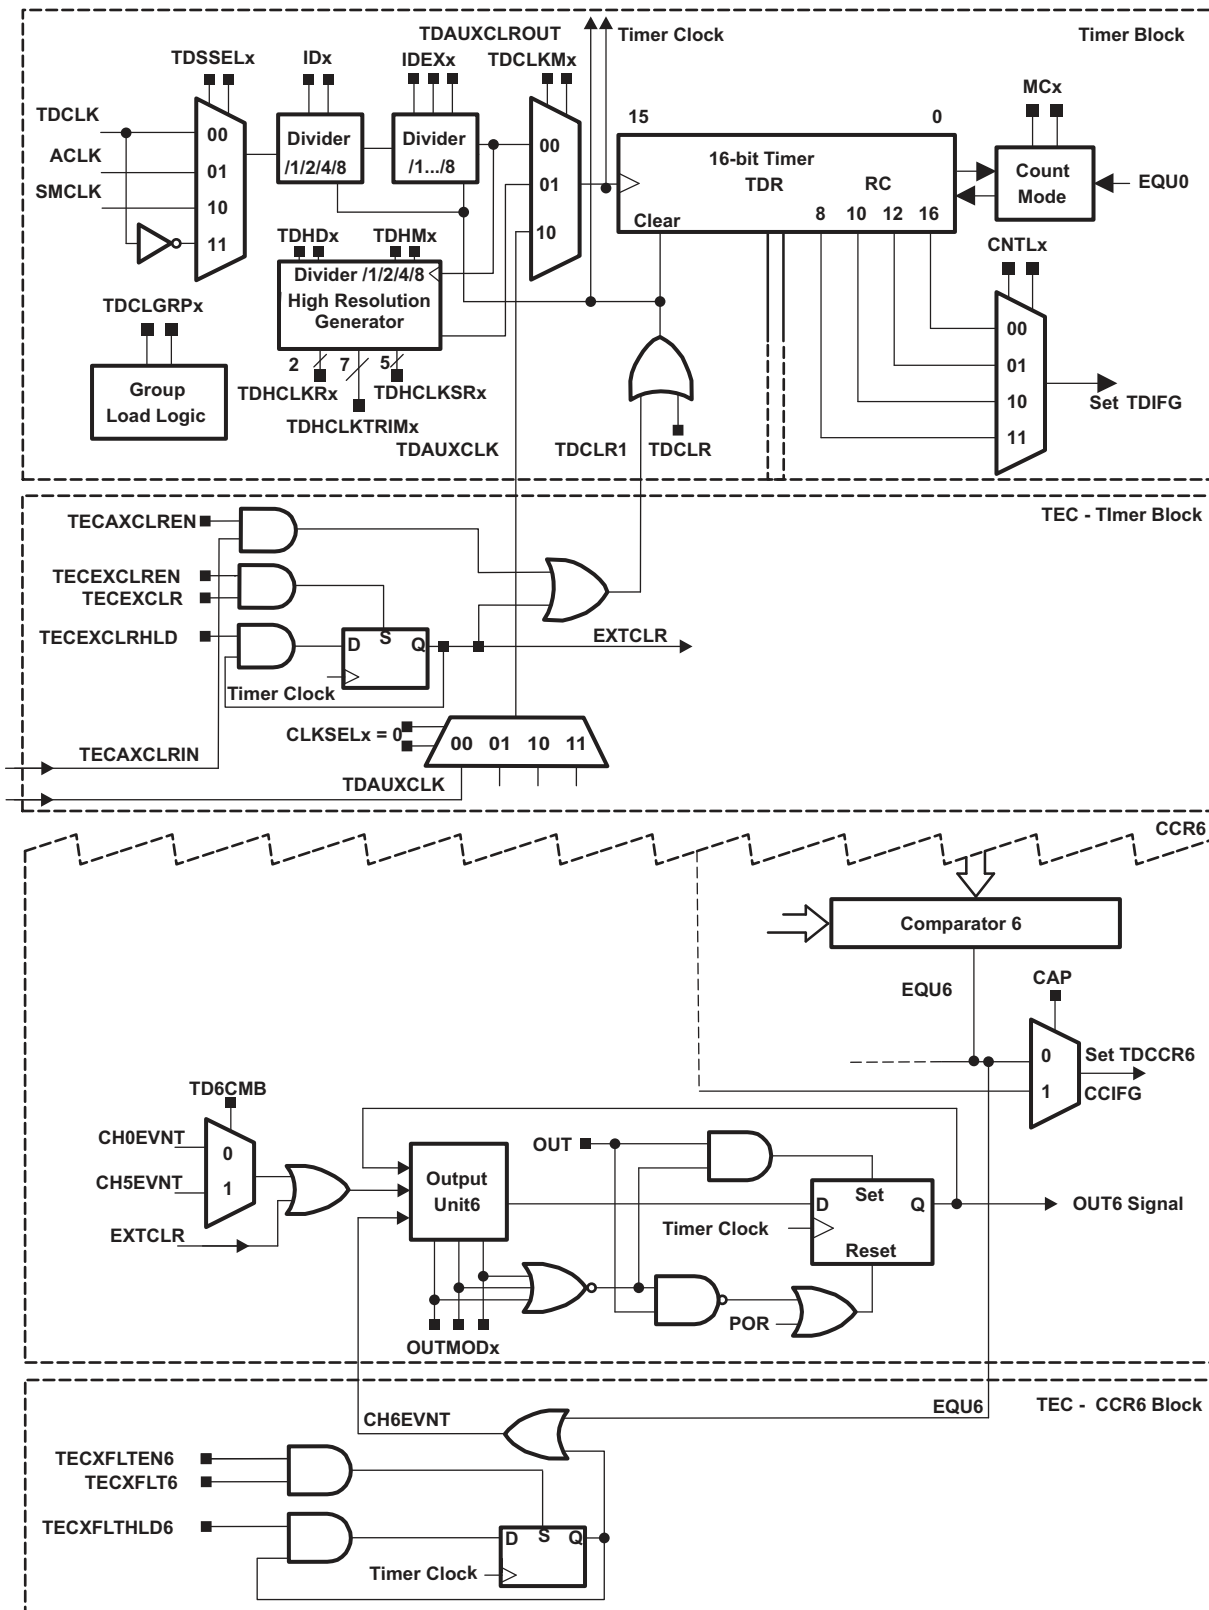 TDAUXCLROUT
Timer Clock
Timer Block
TDSSELx
IDx
IDEXx
TDCLKMx
MCx
TDCLK
ACLK
SMCLK
00
01
10
11
Divider
/1/2/4/8
Divider
/1.../8
00
01
10
15
0
16-bit Timer
TDR
RC
8
10
12
16
Clear
Count
Mode
EQU0
CNTLx
00
01
10
11
Set TDIFG
TDHDx
TDHMx
Divider /1/2/4/8
High Resolution
Generator
2
7
5
TDHCLKRx
TDHCLKSRx
TDHCLKTRIMx
TDCLGRPx
Group
Load Logic
TDAUXCLK
TDCLR1
TDCLR
TEC - TImer Block
TECAXCLREN
TECEXCLREN
TECEXCLR
TECEXCLRHLD
D
S
Q
EXTCLR
Timer Clock
CLKSELx = 0
00
01
10
11
TECAXCLRIN
TDAUXCLK
CCR6
Comparator 6
EQU6
CAP
0
1
Set TDCCR6
CCIFG
TD6CMB
CH0EVNT
CH5EVNT
0
1
EXTCLR
Output
Unit6
OUT
D
Set
Q
Reset
Timer Clock
OUT6 Signal
POR
OUTMODx
TEC - CCR6 Block
CH6EVNT
EQU6
TECXFLTEN6
TECXFLT6
TECXFLTHLD6
D
S
Q
Timer Clock